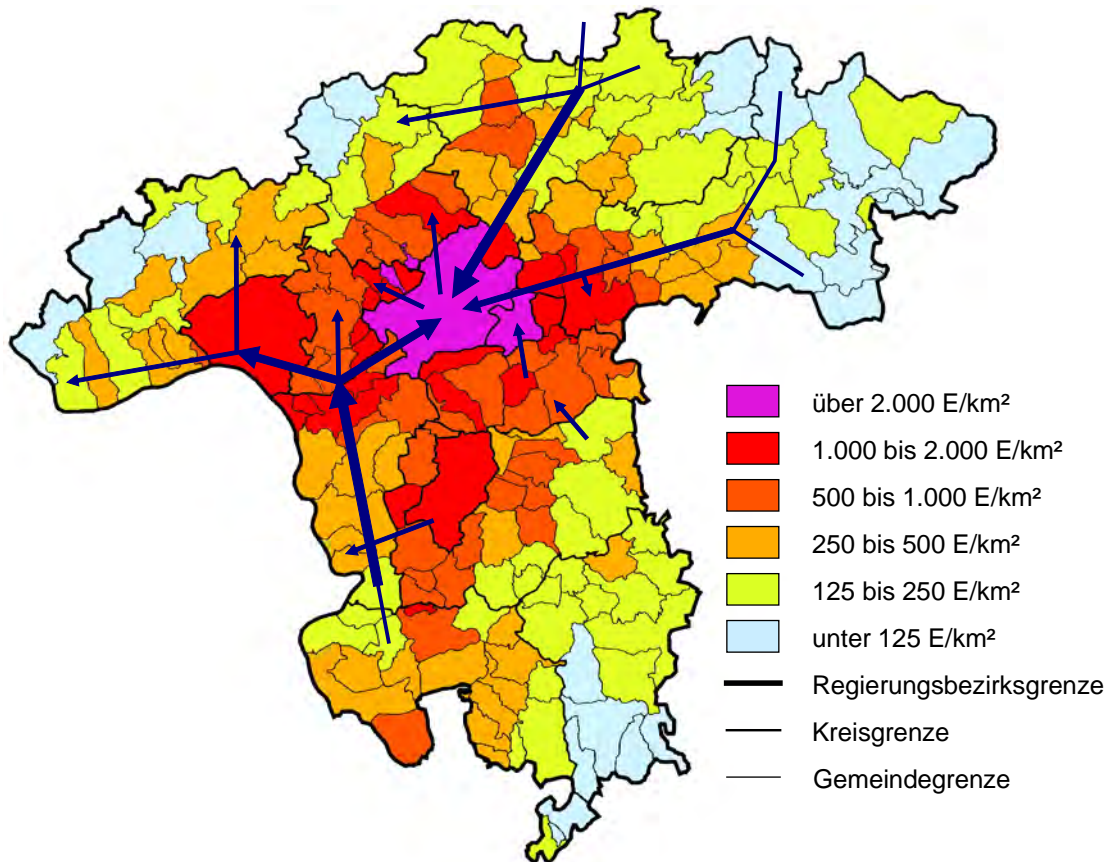 über 2.000 E/km²
1.000 bis 2.000 E/km²
500 bis 1.000 E/km²
250 bis 500 E/km²
125 bis 250 E/km²
unter 125 E/km²
Regierungsbezirksgrenze
Kreisgrenze
Gemeindegrenze